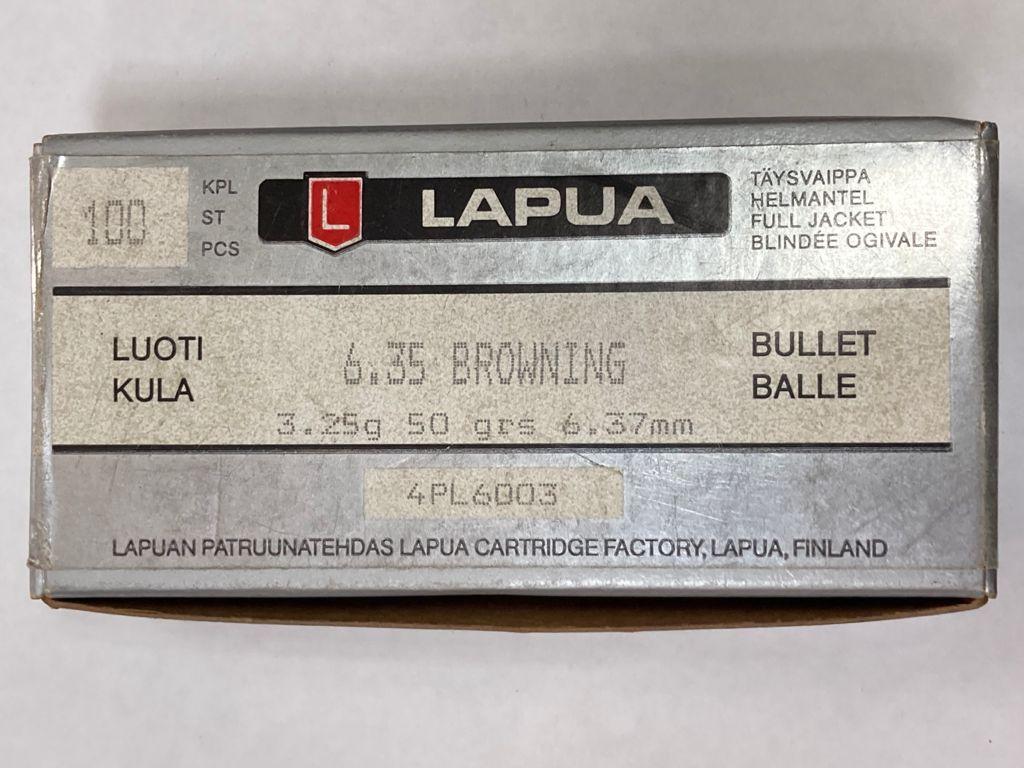 100
KPL
ST
PCS
L
LAPUA
TÄYSVAIPPA
HELMANTEL
FULL JACKET
BLINDÉE OGIVALE
LUOTI
KULA
6.35 BROWNING
3.25g 50 grs 6.37mm
BULLET
BALLE
4PL6003
LAPUAN PATRUUNATEHDAS LAPUA CARTRIDGE FACTORY, LAPUA, FINLAND